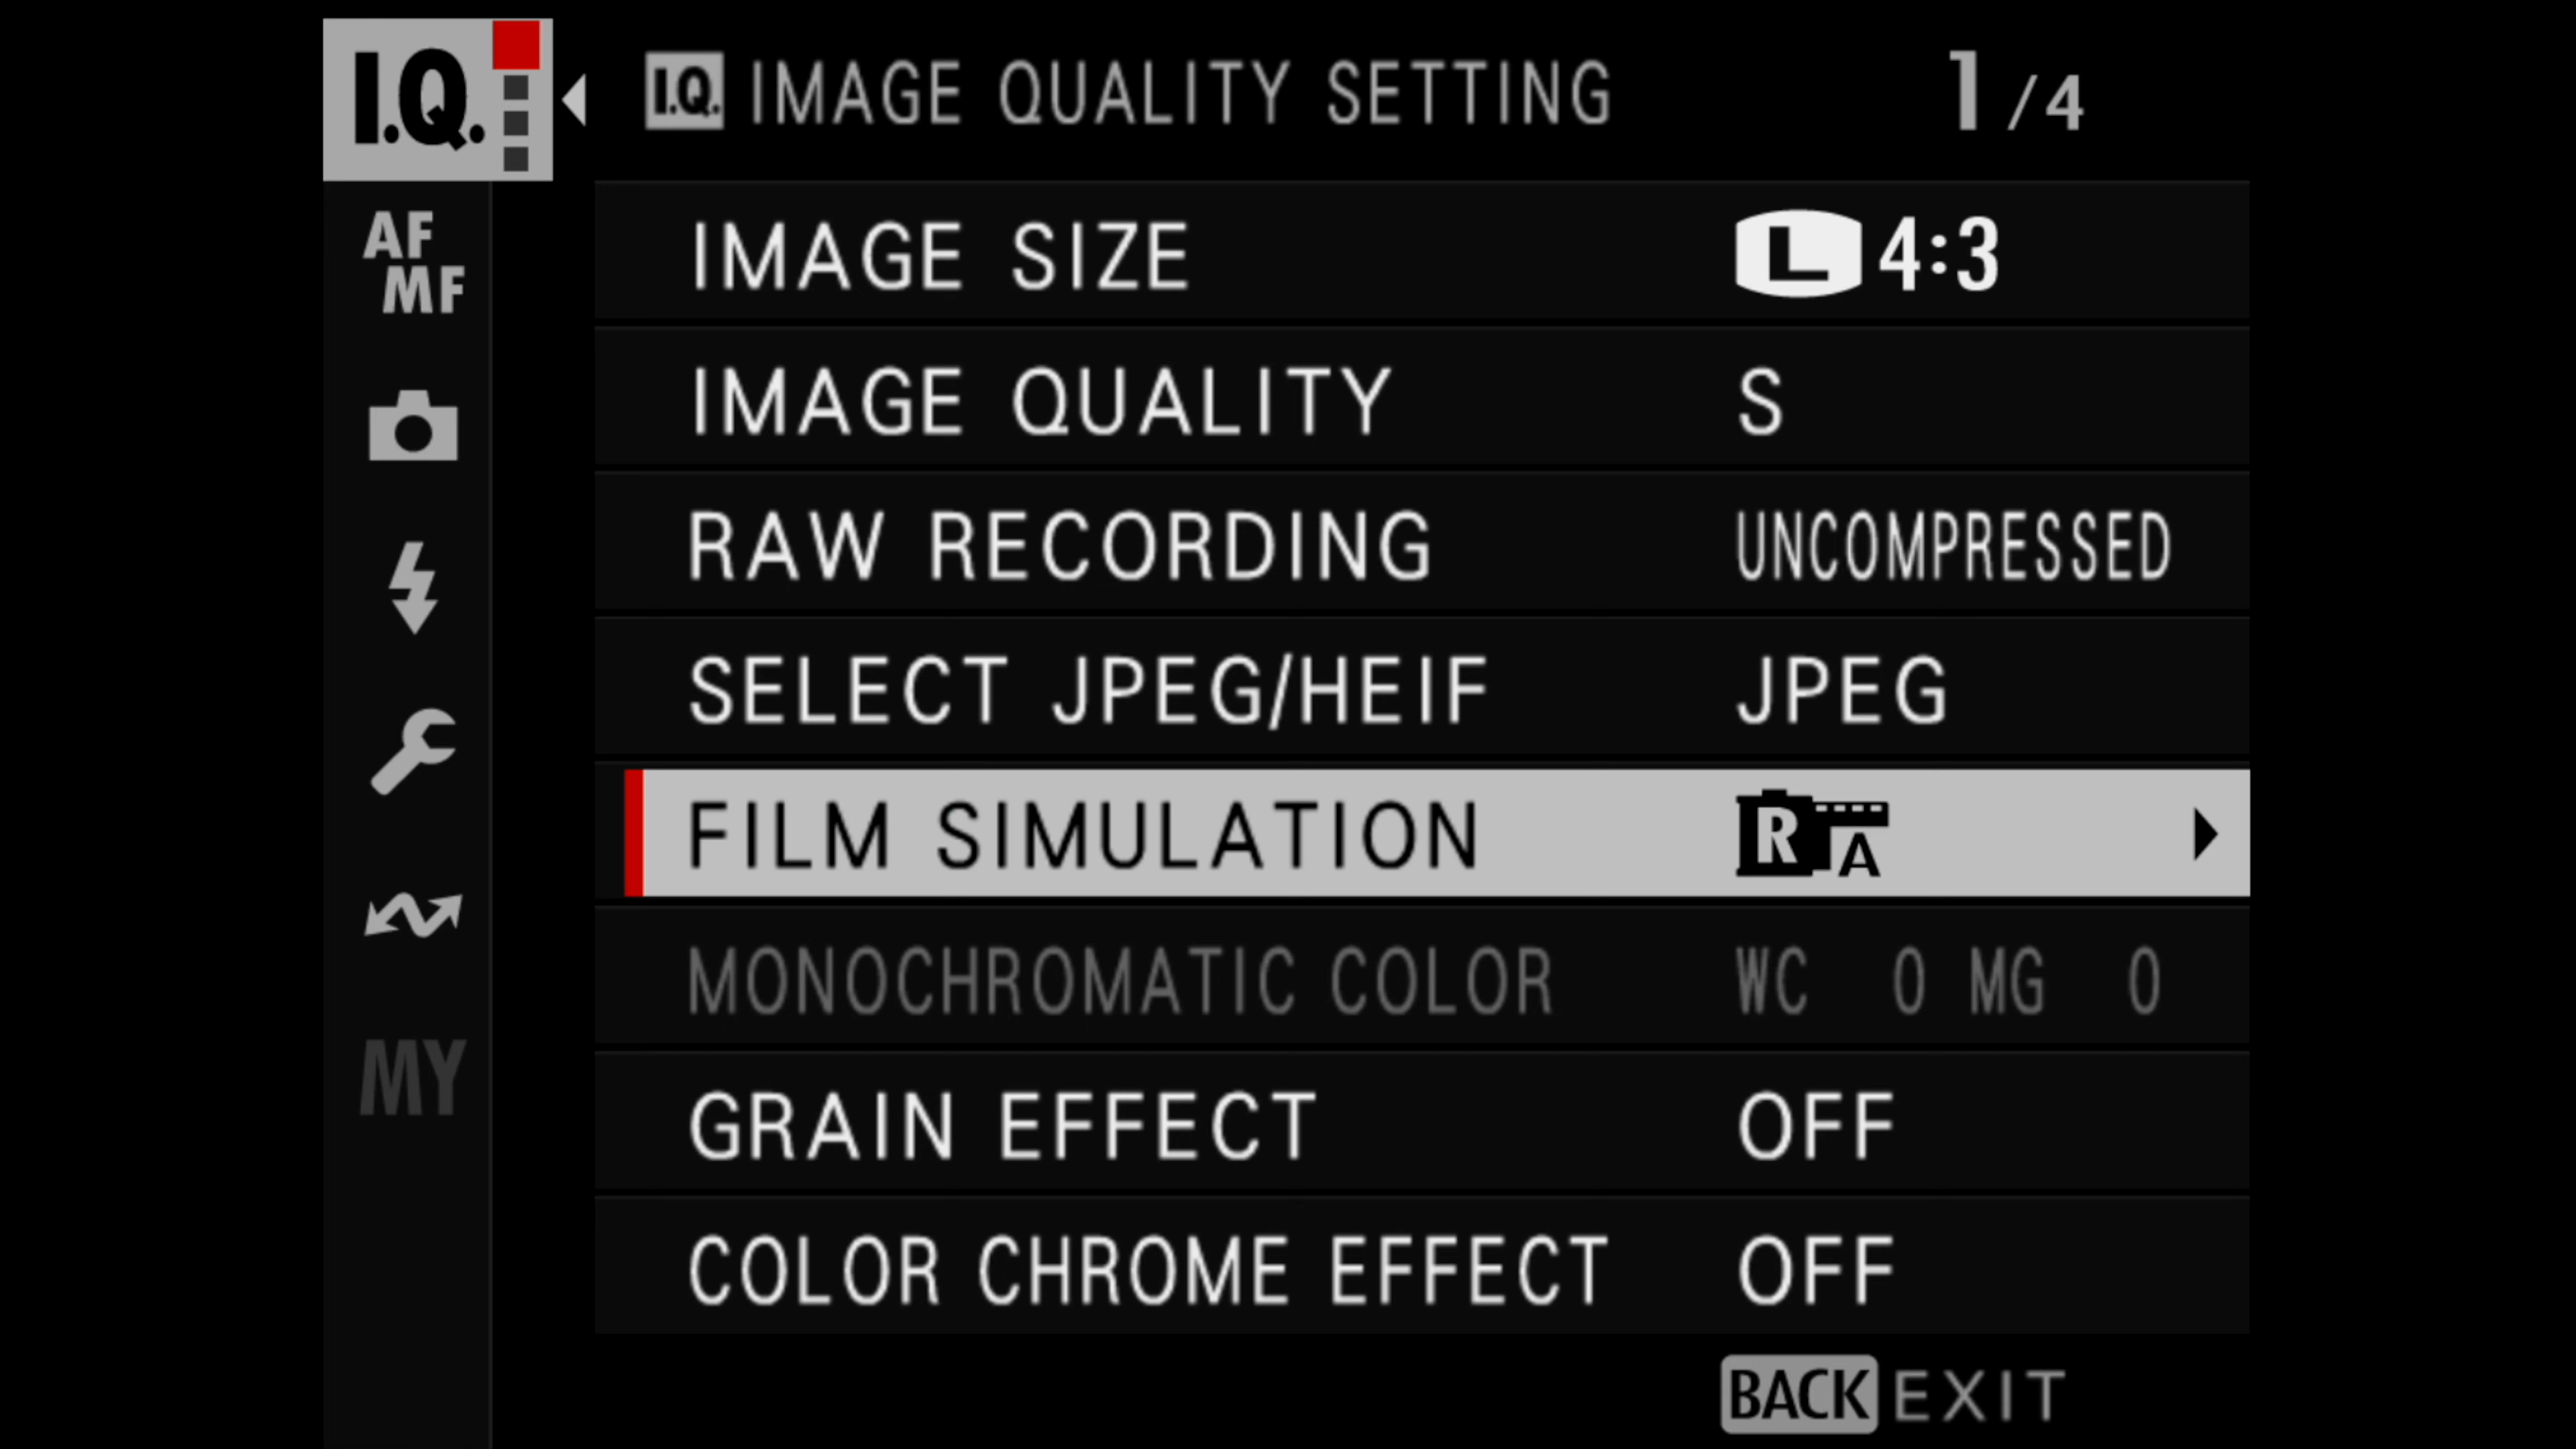 I.Q. I.Q. IMAGE QUALITY SETTING 1/4
AF
MF
IMAGE SIZE L 4:3
IMAGE QUALITY S
RAW RECORDING UNCOMPRESSED
SELECT JPEG/HEIF JPEG
FILM SIMULATION R A
MONOCHROMATIC COLOR WC 0 MG 0
MY
GRAIN EFFECT OFF
COLOR CHROME EFFECT OFF
BACK EXIT